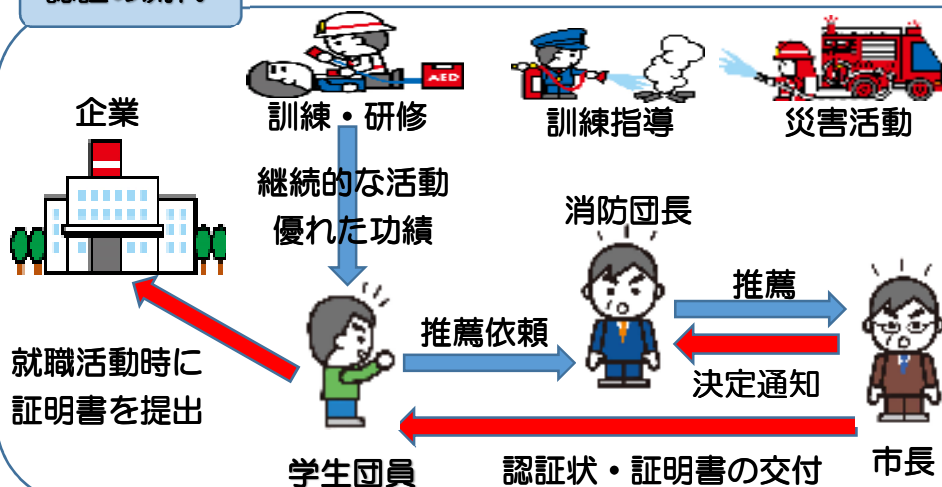 企業
AED
訓練・研修
訓練指導
災害活動
継続的な活動
優れた功績
消防団長
推薦
推薦依頼
決定通知
就職活動時に
証明書を提出
学生団員
認証状・証明書の交付
市長